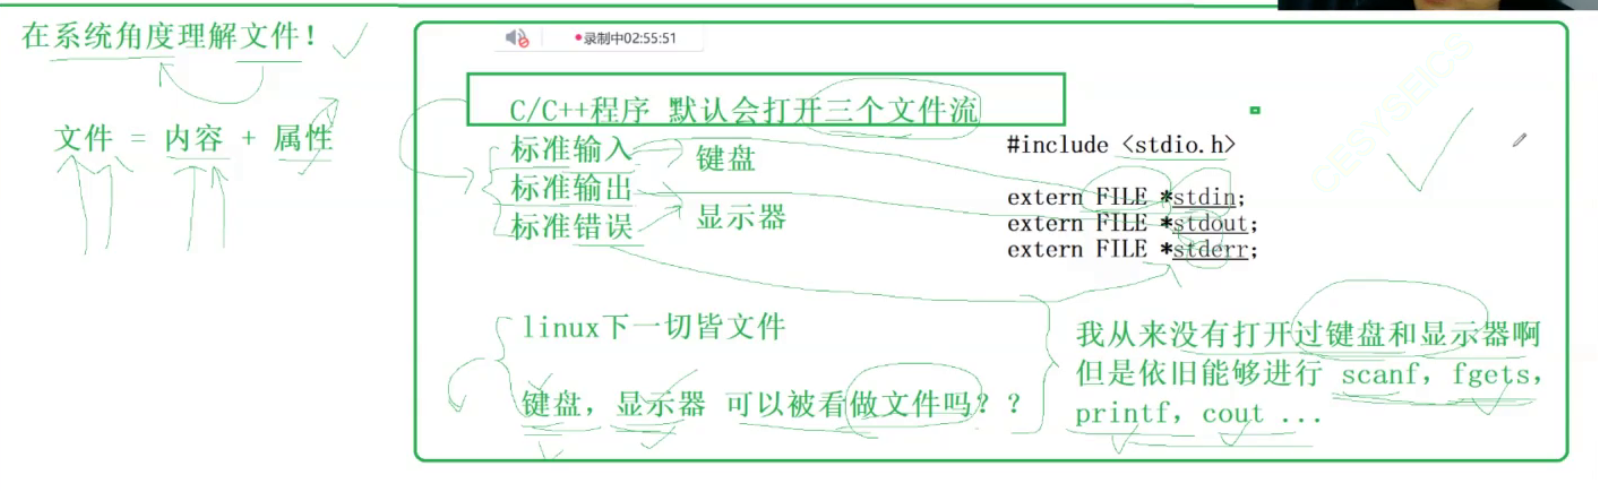 在系统角度理解文件!
文件 = 内容 + 属性
录制中02:55:51
C/C++程序 默认会打开三个文件流
标准输入
标准输出
标准错误
键盘
显示器
#include <stdio.h>
extern FILE *stdin;
extern FILE *stdout;
extern FILE *stderr;
linux下一切皆文件
键盘,显示器 可以被看做文件吗??
我从来没有打开过键盘和显示器啊
但是依旧能够进行 scanf, fgets,
printf, cout ...